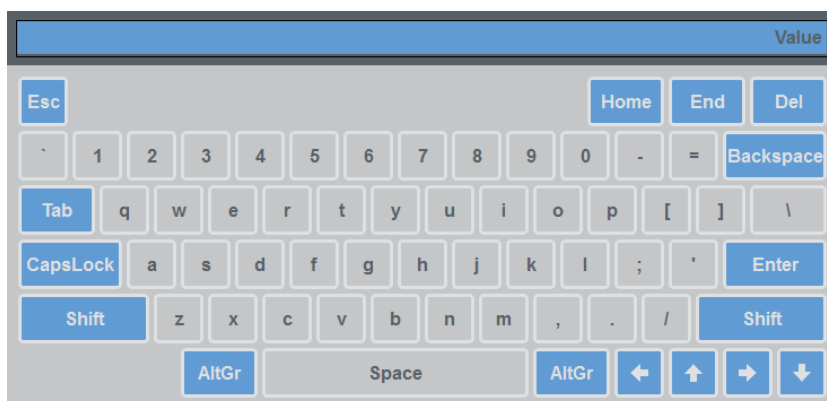 Value
Esc Home End Del
` 1 2 3 4 5 6 7 8 9 0 - = Backspace
Tab q w e r t y u i o p [ ] \
CapsLock a s d f g h j k l ; ' Enter
Shift z x c v b n m , . / Shift
AltGr Space AltGr ← ↑ → ↓